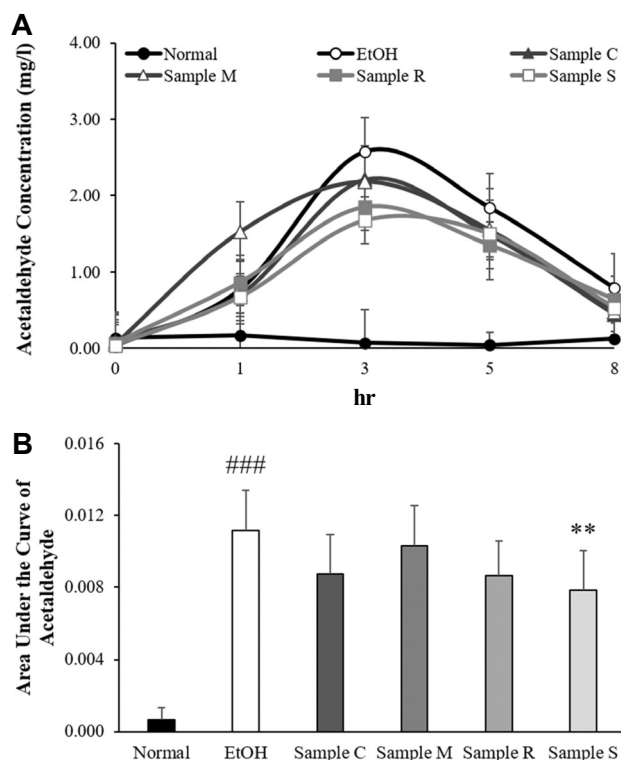 A
Normal EtOH Sample C
Sample M Sample R Sample S
Acetaldehyde Concentration (mg/l)
4.00
3.00
2.00
1.00
0.00
0 1 3 5 8
hr
B
Area Under the Curve of
Acetaldehyde
0.016
0.012
0.008
0.004
0.000
###
**
Normal EtOH Sample C Sample M Sample R Sample S